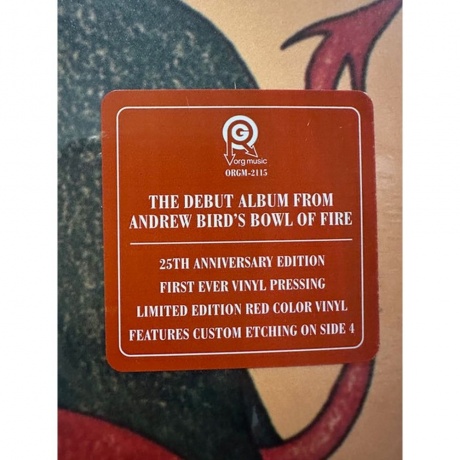 org music
ORGM-2115
THE DEBUT ALBUM FROM
ANDREW BIRD'S BOWL OF FIRE
25TH ANNIVERSARY EDITION
FIRST EVER VINYL PRESSING
LIMITED EDITION RED COLOR VINYL
FEATURES CUSTOM ETCHING ON SIDE 4